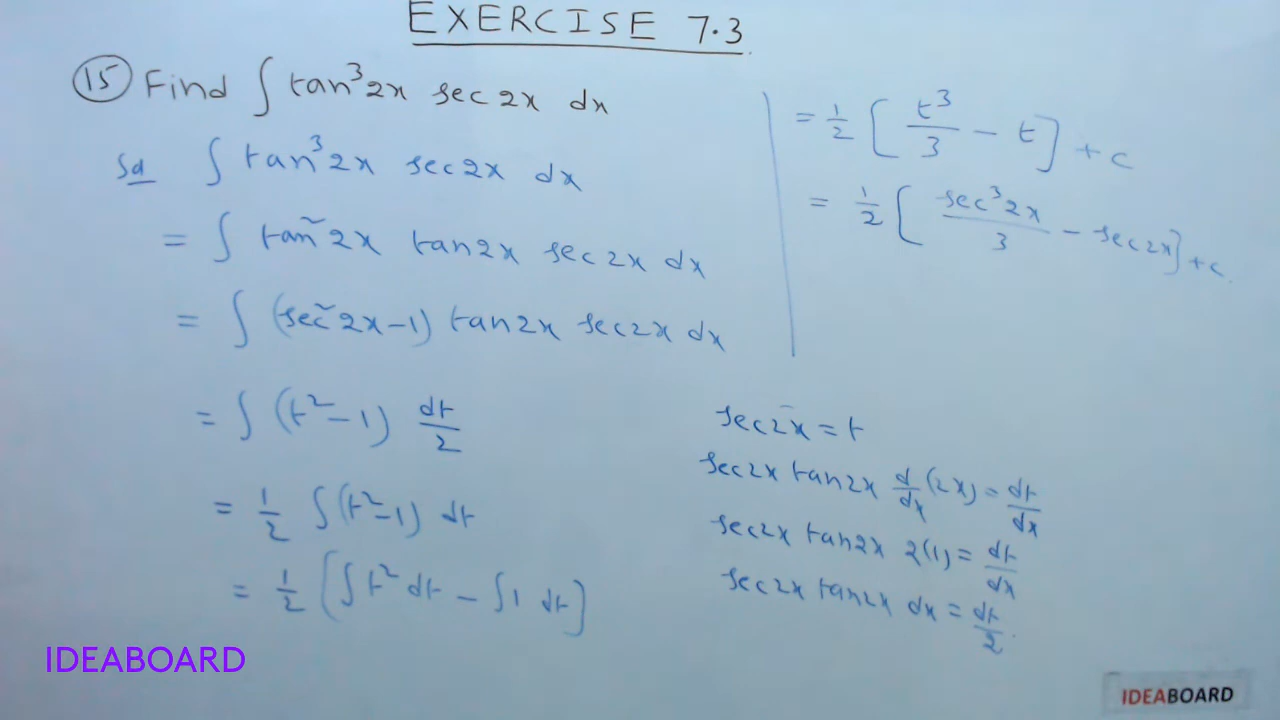 EXERCISE 7.3
(15) Find ∫ tan³2x sec2x dx
Sol ∫ tan³2x sec2x dx
= ∫ tan²2x tan2x sec2x dx
= ∫ (sec²2x-1) tan2x sec2x dx
= ∫ (t²-1) dt/2
= 1/2 ∫(t²-1) dt
= 1/2 [∫t² dt - ∫1 dt]
sec2x = t
sec2x tan2x d/dx (2x) = dt/dx
sec2x tan2x 2(1) = dt/dx
sec2x tan2x dx = dt/2.
= 1/2 [t³/3 - t] + c
= 1/2 [sec³2x/3 - sec2x] + c.
IDEABOARD
IDEABOARD